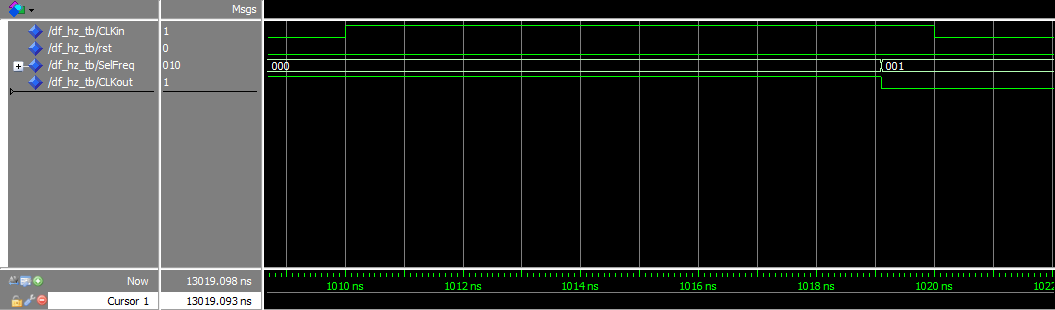 Msgs
/df_hz_tb/CLKin 1
/df_hz_tb/rst 0
/df_hz_tb/SelFreq 010 000 001
/df_hz_tb/CLKout 1
Now 13019.098 ns 1010 ns 1012 ns 1014 ns 1016 ns 1018 ns 1020 ns 1022
Cursor 1 13019.093 ns